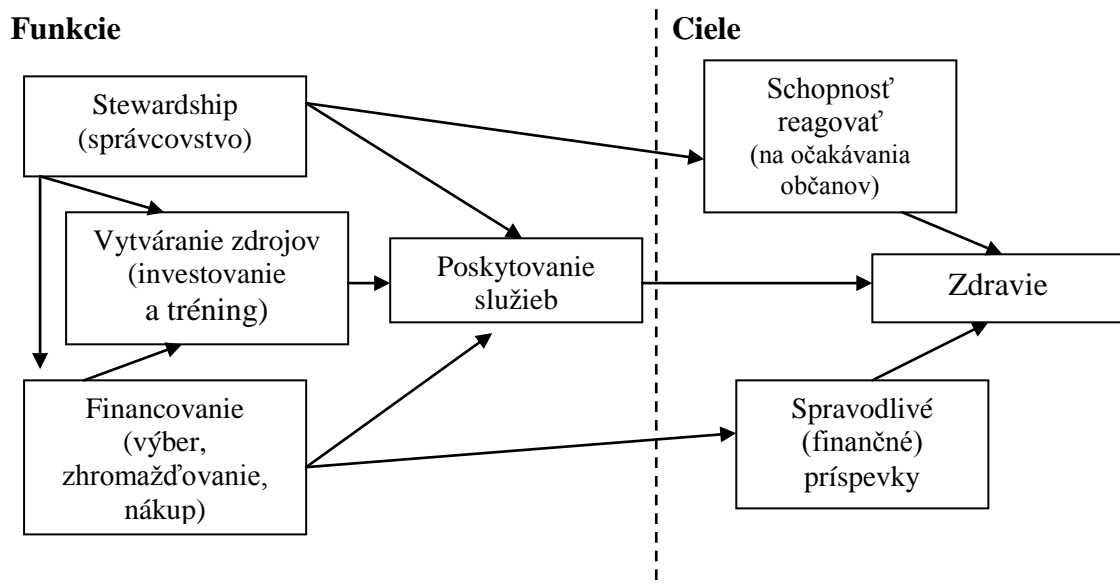 Funkcie
Ciele
Stewardship
(správcovstvo)
Schopnosť
reagovať
(na očakávania
občanov)
Vytváranie zdrojov
(investovanie
a tréning)
Poskytovanie
služieb
Zdravie
Financovanie
(výber,
zhromažďovanie,
nákup)
Spravodlivé
(finančné)
príspevky